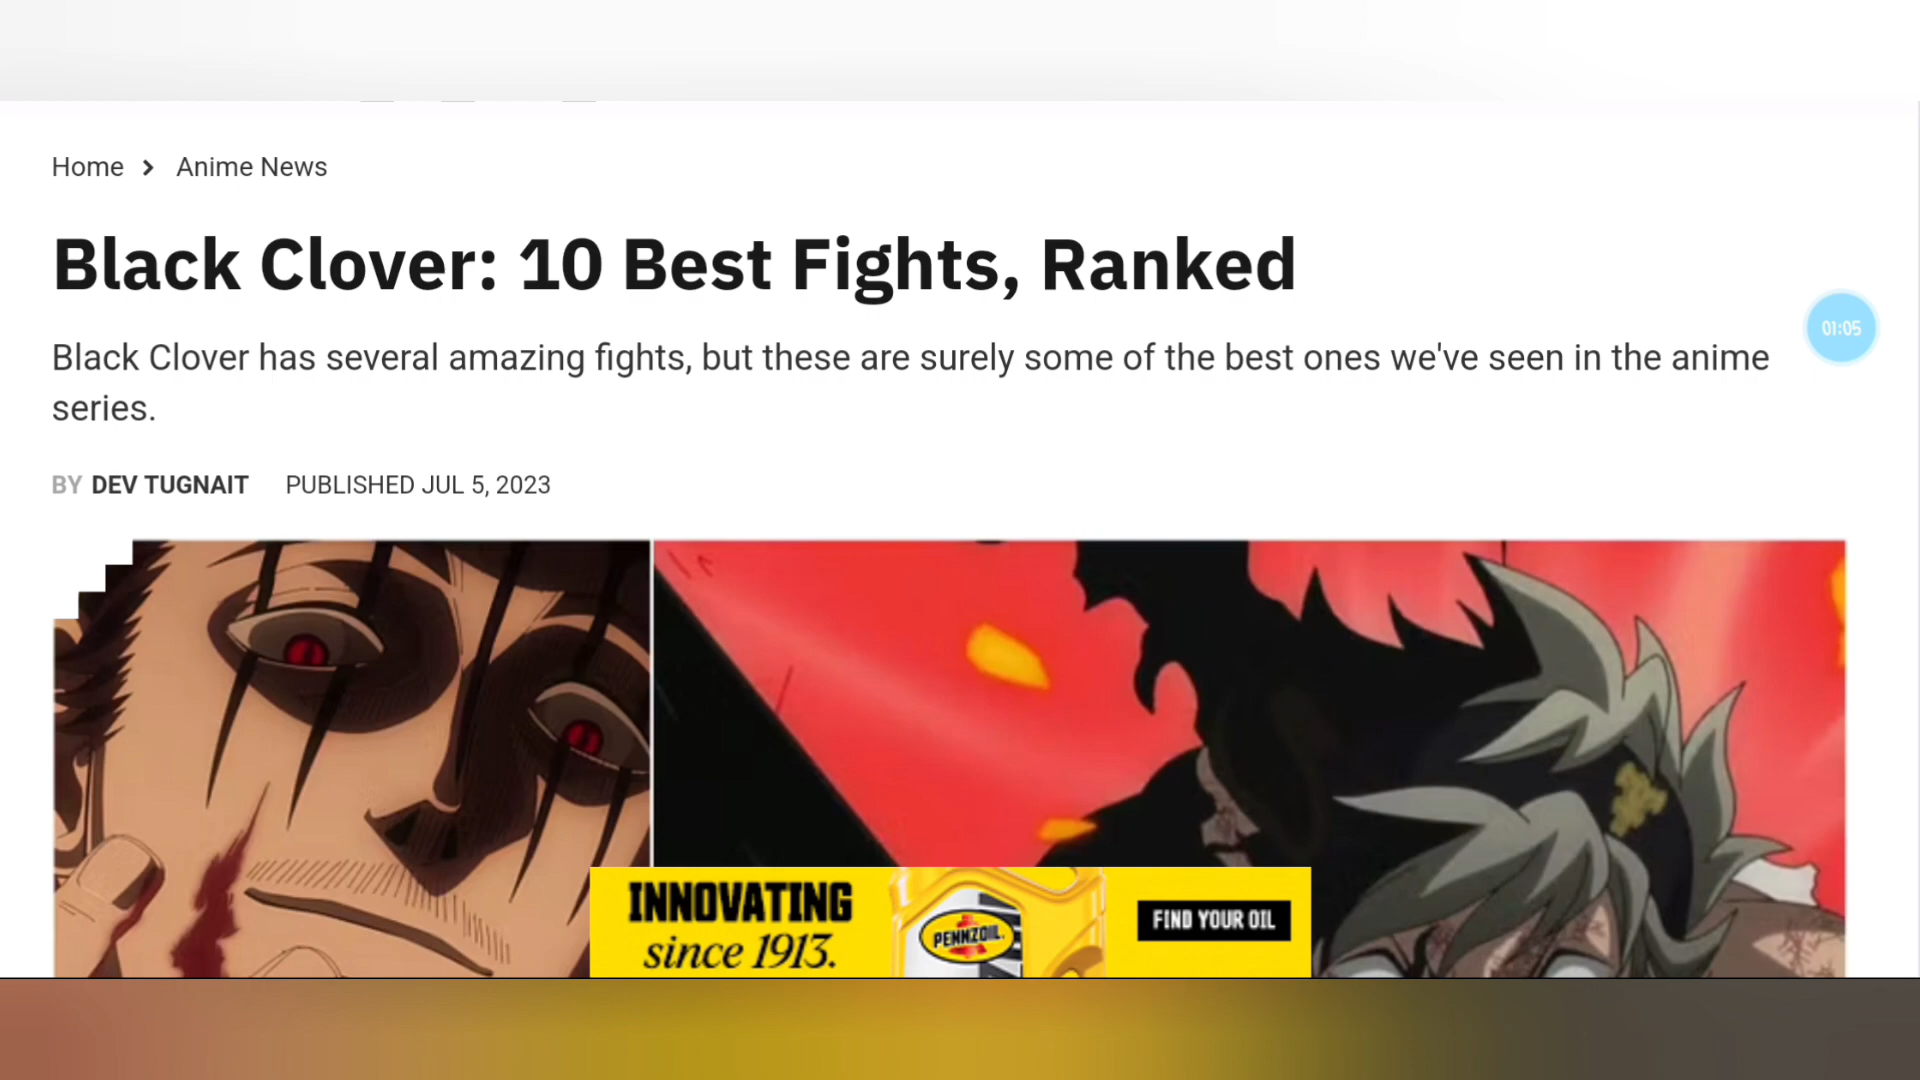 Home > Anime News
Black Clover: 10 Best Fights, Ranked
01:05
Black Clover has several amazing fights, but these are surely some of the best ones we've seen in the anime
series.
BY DEV TUGNAIT PUBLISHED JUL 5, 2023
INNOVATING
since 1913.
PENNZOIL
FIND YOUR OIL